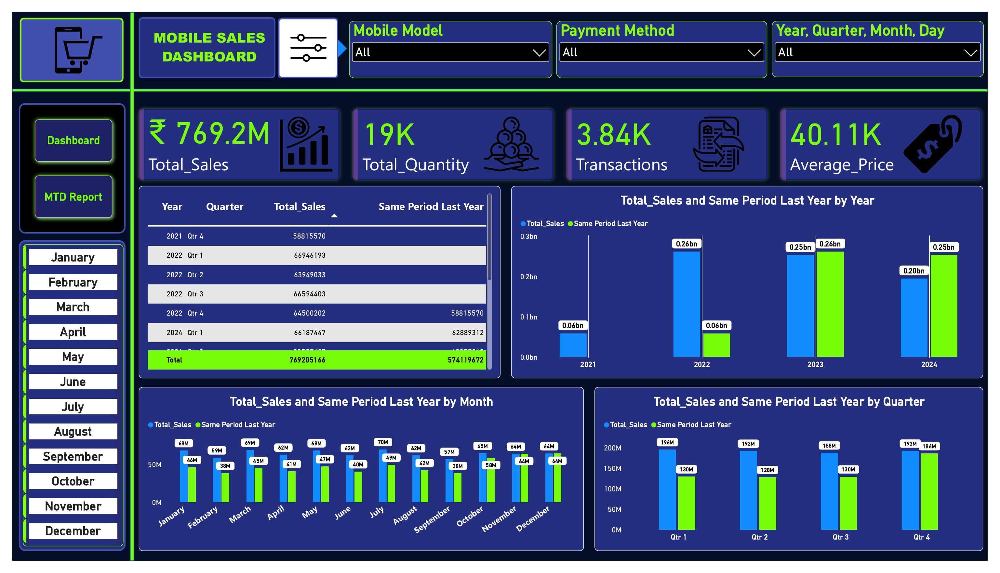 MOBILE SALES
DASHBOARD
Mobile Model
All
Payment Method
All
Year, Quarter, Month, Day
All
Dashboard
MTD Report
January
February
March
April
May
June
July
August
September
October
November
December
₹ 769.2M
Total_Sales
19K
Total_Quantity
3.84K
Transactions
40.11K
Average_Price
Year Quarter Total_Sales Same Period Last Year
2021 Qtr 4 58815570
2022 Qtr 1 66946193
2022 Qtr 2 63949033
2022 Qtr 3 66594403
2022 Qtr 4 64500202 58815570
2024 Qtr 1 66187447 62889312
Total 769205166 574119672
Total_Sales and Same Period Last Year by Year
Total_Sales Same Period Last Year
0.3bn
0.2bn
0.1bn
0.0bn
0.06bn
0.26bn 0.06bn
0.25bn 0.26bn
0.20bn 0.25bn
2021 2022 2023 2024
Total_Sales and Same Period Last Year by Month
Total_Sales Same Period Last Year
50M
0M
68M 46M
59M 38M
69M 45M
62M 41M
68M 47M
62M 40M
70M 49M
62M 42M
57M 38M
65M 58M
64M 64M
64M 64M
January February March April May June July August September October November December
Total_Sales and Same Period Last Year by Quarter
Total_Sales Same Period Last Year
200M
150M
100M
50M
0M
196M 130M
192M 128M
188M 130M
193M 186M
Qtr 1 Qtr 2 Qtr 3 Qtr 4